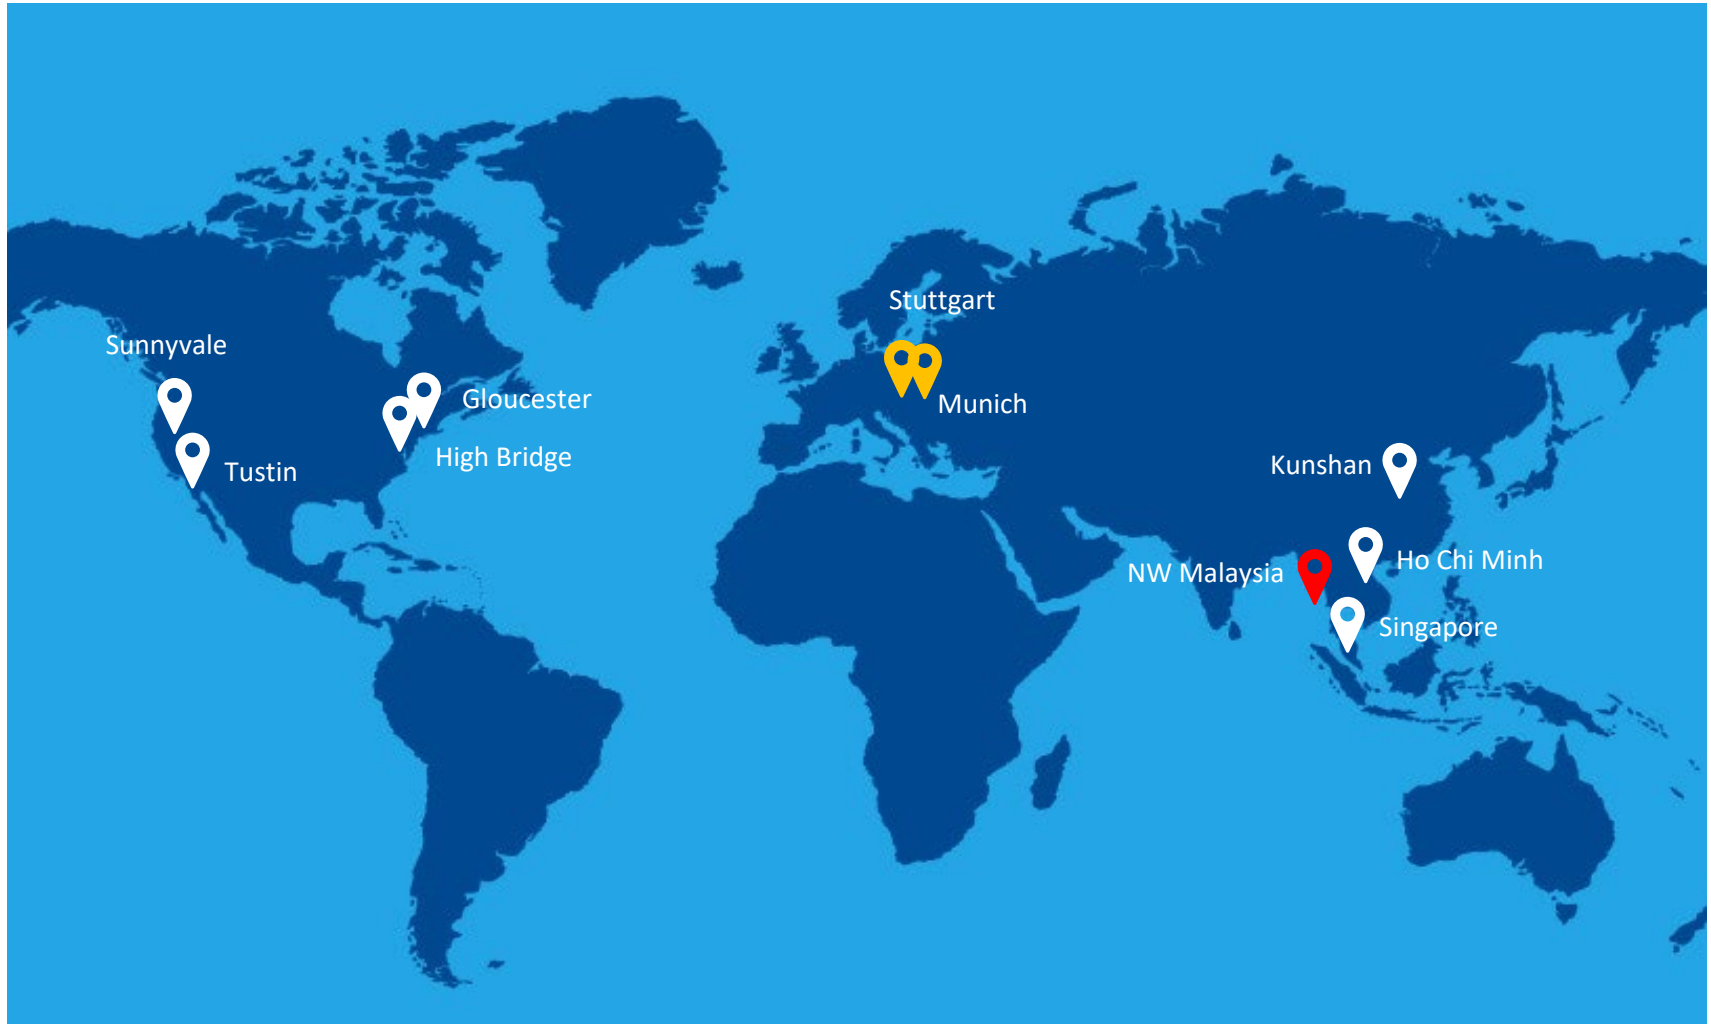 Stuttgart
Sunnyvale
Gloucester
Munich
High Bridge
Kunshan
Tustin
Ho Chi Minh
NW Malaysia
Singapore